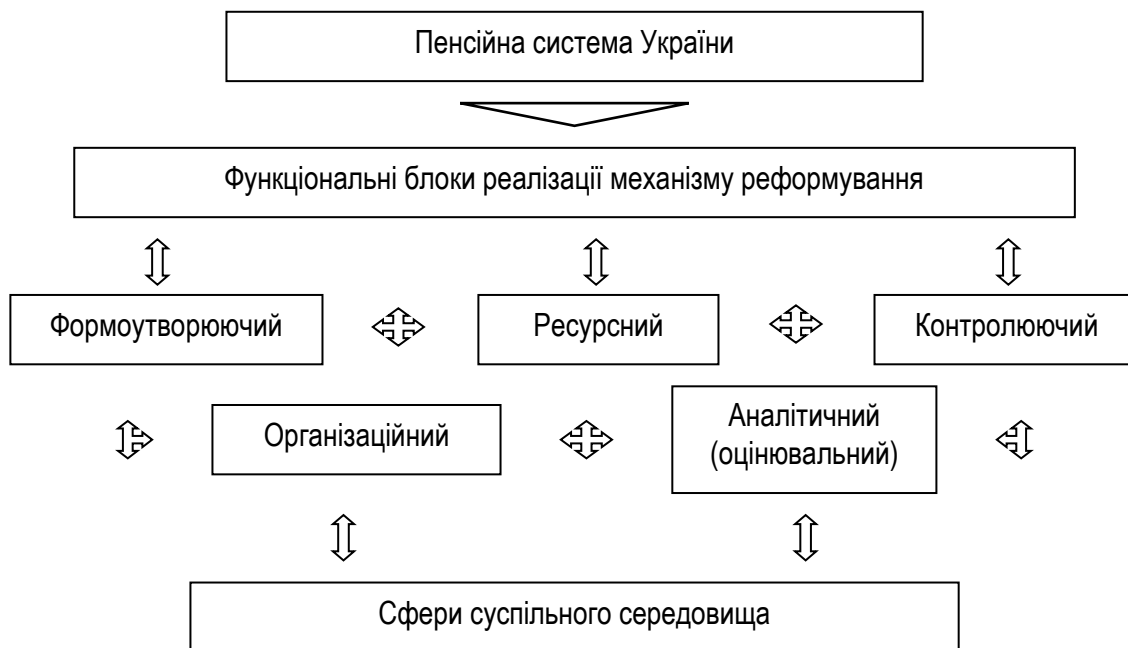 Пенсійна система України
Функціональні блоки реалізації механізму реформування
Формоутворюючий
Ресурсний
Контролюючий
Організаційний
Аналітичний
(оцінювальний)
Сфери суспільного середовища